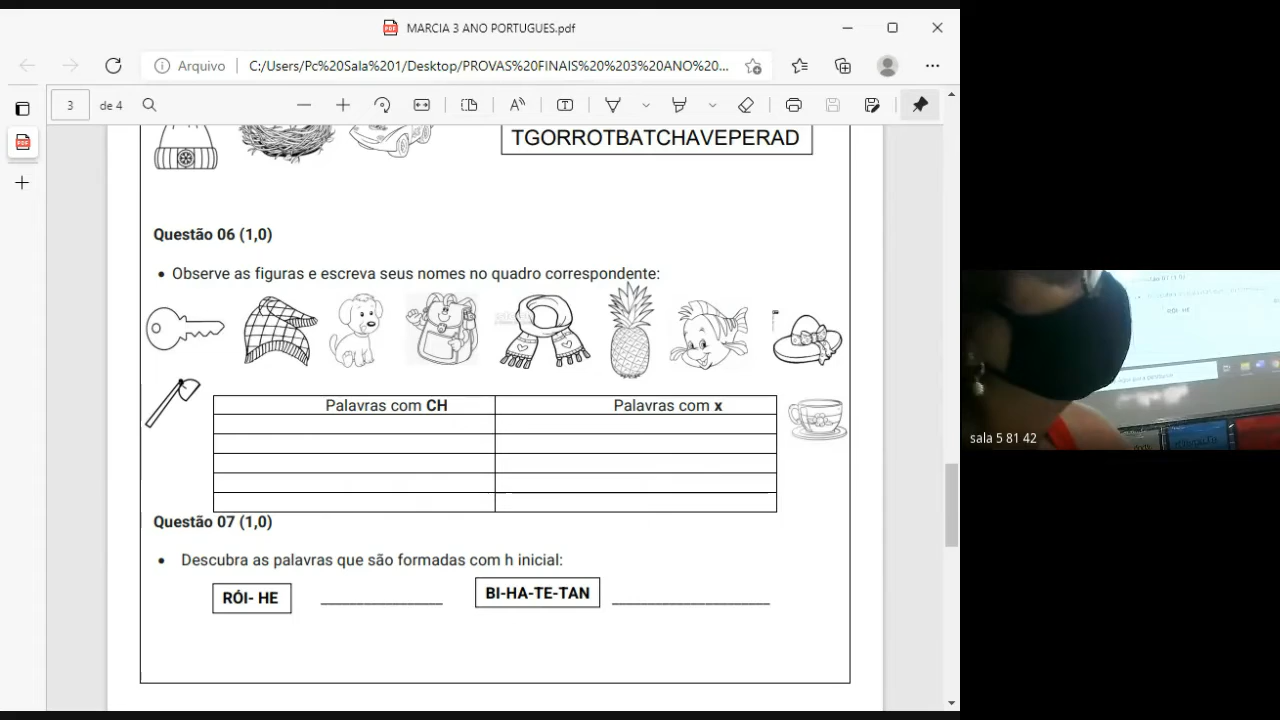 MARCIA 3 ANO PORTUGUES.pdf
Arquivo
C:/Users/Pc%20Sala%201/Desktop/PROVAS%20FINAIS%20%203%20ANO%20...
3 de 4
TGORROTBATCHAVEPERAD
Questão 06 (1,0)
• Observe as figuras e escreva seus nomes no quadro correspondente:
Palavras com CH
Palavras com x
Questão 07 (1,0)
• Descubra as palavras que são formadas com h inicial:
RÓI- HE
BI-HA-TE-TAN
sala 5 81 42